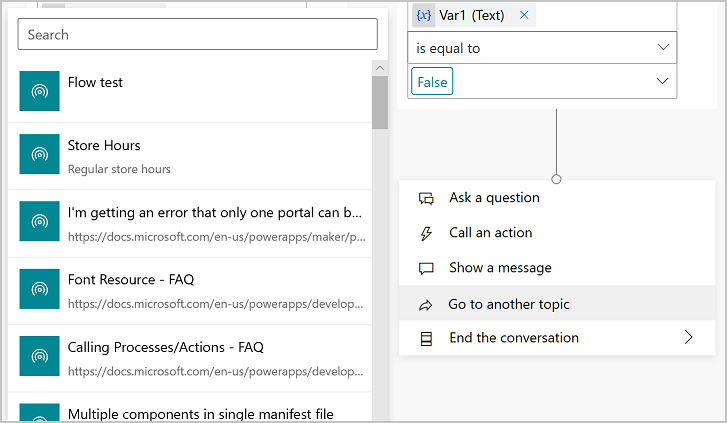 Search
Flow test
Store Hours
Regular store hours
I'm getting an error that only one portal can b...
https://docs.microsoft.com/en-us/powerapps/maker/p...
Font Resource - FAQ
https://docs.microsoft.com/en-us/powerapps/develop...
Calling Processes/Actions - FAQ
https://docs.microsoft.com/en-us/powerapps/develop...
Multiple components in single manifest file
{x} Var1 (Text)
is equal to
False
Ask a question
Call an action
Show a message
Go to another topic
End the conversation